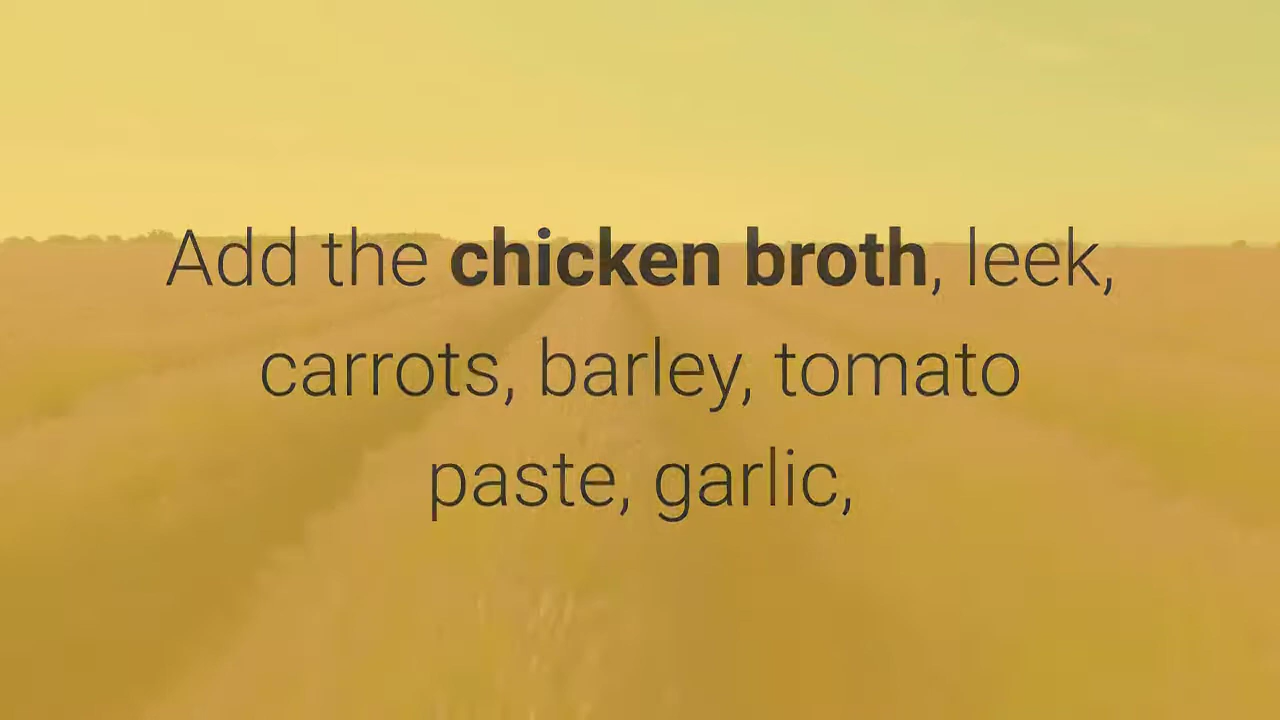 Add the chicken broth, leek,
carrots, barley, tomato
paste, garlic,